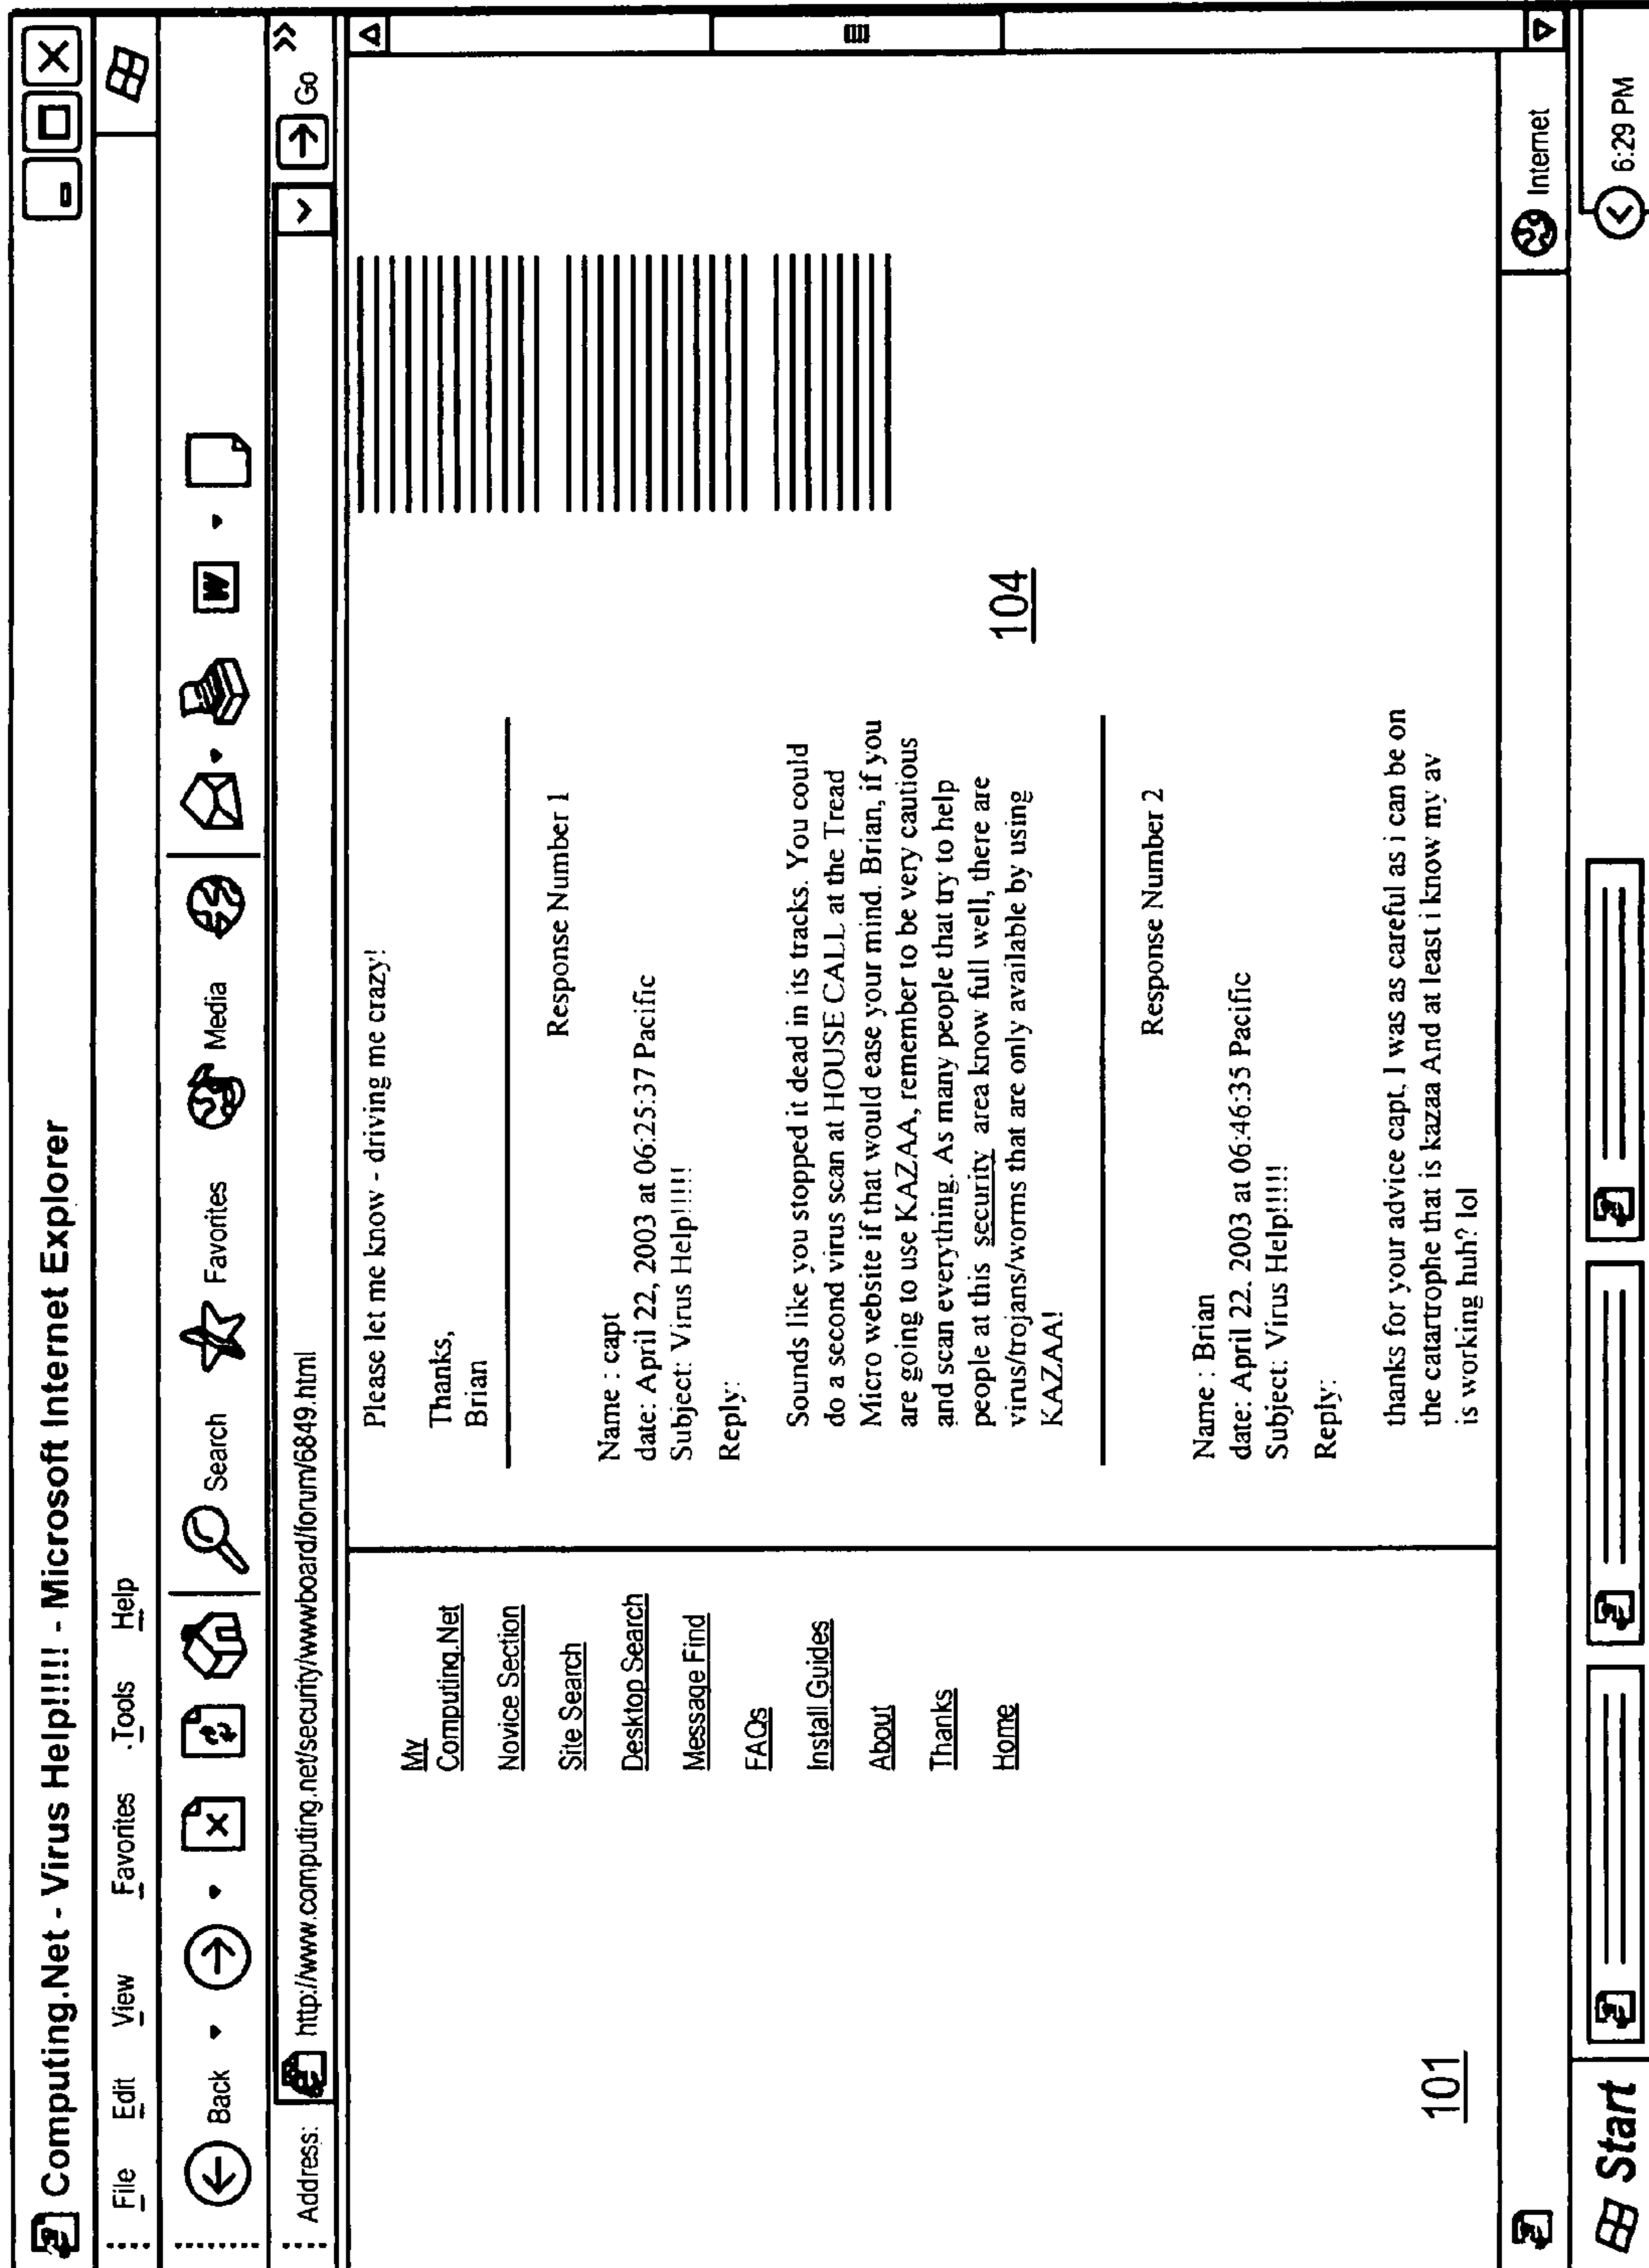 Computing.Net - Virus Help!!!!! - Microsoft Internet Explorer
File Edit View Favorites Tools Help
Back Search Favorites Media W
Address: http://www.computing.net/security/wwwboard/forum/6849.html Go
My
Computing.Net
Novice Section
Site Search
Desktop Search
Message Find
FAQs
Install Guides
About
Thanks
Home
101
Please let me know - driving me crazy!
Thanks,
Brian
Response Number 1
Name : capt
date: April 22, 2003 at 06:25:37 Pacific
Subject: Virus Help!!!!!
Reply:
Sounds like you stopped it dead in its tracks. You could
do a second virus scan at HOUSE CALL at the Tread
Micro website if that would ease your mind. Brian, if you
are going to use KAZAA, remember to be very cautious
and scan everything. As many people that try to help
people at this security area know full well, there are
virus/trojans/worms that are only available by using
KAZAA!
104
Response Number 2
Name : Brian
date: April 22. 2003 at 06:46:35 Pacific
Subject: Virus Help!!!!!
Reply:
thanks for your advice capt, I was as careful as i can be on
the catartrophe that is kazaa And at least i know my av
is working huh? lol
Internet
Start 6:29 PM